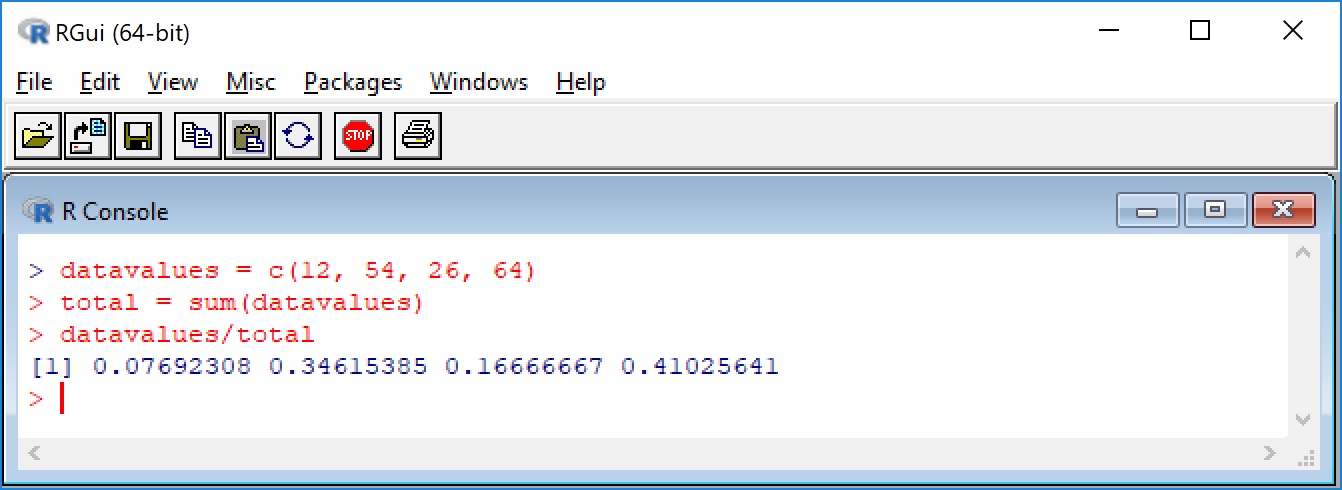 RGui (64-bit)
File Edit View Misc Packages Windows Help
STOP
R Console
> datavalues = c(12, 54, 26, 64)
> total = sum(datavalues)
> datavalues/total
[1] 0.07692308 0.34615385 0.16666667 0.41025641
>